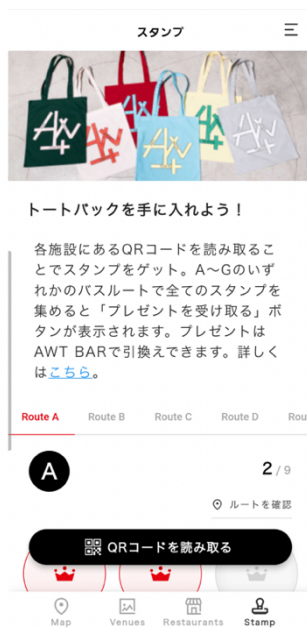 スタンプ
トートバックを手に入れよう！
各施設にあるQRコードを読み取るこ
とでスタンプをゲット。A〜Gのいず
れかのバスルートで全てのスタンプを
集めると「プレゼントを受け取る」ボ
タンが表示されます。プレゼントは
AWT BARで引換えできます。詳しく
はこちら。
Route A Route B Route C Route D Rou
A 2 / 9
ルートを確認
QRコードを読み取る
Map Venues Restaurants Stamp